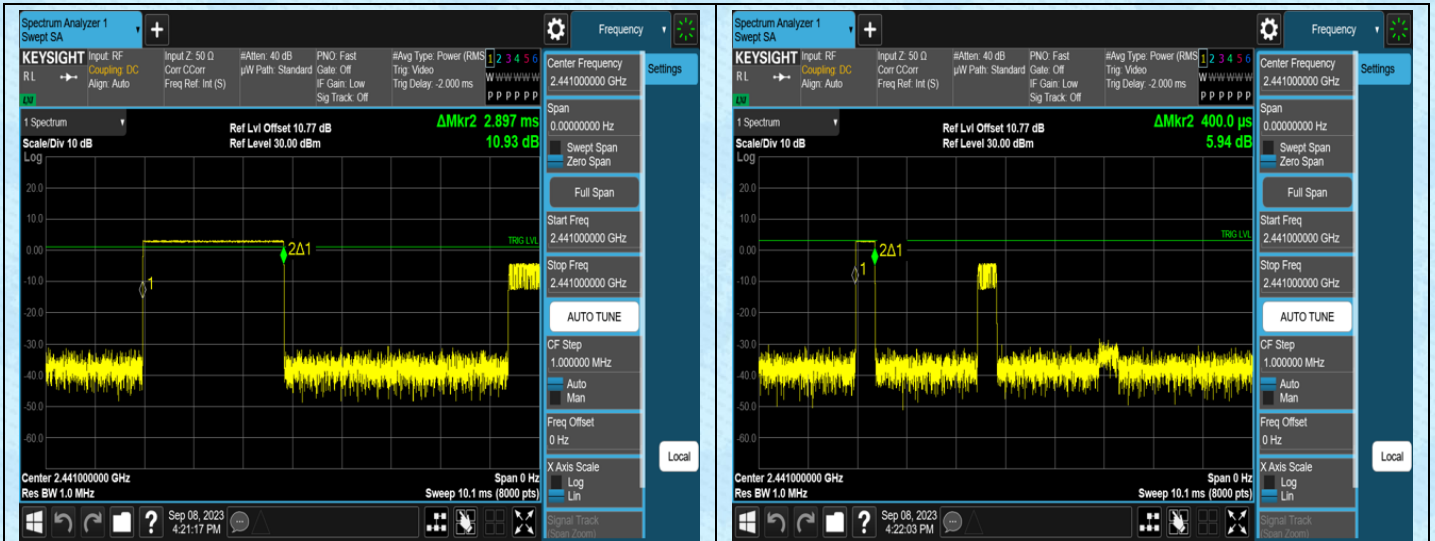 Spectrum Analyzer 1
Swept SA
+
Frequency
KEYSIGHT
RL
LXI
Input: RF
Coupling: DC
Align: Auto
Input Z: 50 Ω
Corr CCorr
Freq Ref: Int (S)
#Atten: 40 dB
µW Path: Standard
PNO: Fast
Gate: Off
IF Gain: Low
Sig Track: Off
#Avg Type: Power (RMS
Trig: Video
Trig Delay: -2.000 ms
1 2 3 4 5 6
W W W W W W
P P P P P P
1 Spectrum
Scale/Div 10 dB
Log
Ref Lvl Offset 10.77 dB
Ref Level 30.00 dBm
ΔMkr2 2.897 ms
10.93 dB
20.0
10.0
0.00
-10.0
-20.0
-30.0
-40.0
-50.0
-60.0
TRIG LVL
2Δ1
1
Center 2.441000000 GHz
Res BW 1.0 MHz
Span 0 Hz
Sweep 10.1 ms (8000 pts)
Sep 08, 2023
4:21:17 PM
Center Frequency
2.441000000 GHz
Span
0.00000000 Hz
Swept Span
Zero Span
Full Span
Start Freq
2.441000000 GHz
Stop Freq
2.441000000 GHz
AUTO TUNE
CF Step
1.000000 MHz
Auto
Man
Freq Offset
0 Hz
X Axis Scale
Log
Lin
Signal Track
(Span Zoom)
Settings
Local
Spectrum Analyzer 1
Swept SA
+
Frequency
KEYSIGHT
RL
LXI
Input: RF
Coupling: DC
Align: Auto
Input Z: 50 Ω
Corr CCorr
Freq Ref: Int (S)
#Atten: 40 dB
µW Path: Standard
PNO: Fast
Gate: Off
IF Gain: Low
Sig Track: Off
#Avg Type: Power (RMS
Trig: Video
Trig Delay: -2.000 ms
1 2 3 4 5 6
W W W W W W
P P P P P P
1 Spectrum
Scale/Div 10 dB
Log
Ref Lvl Offset 10.77 dB
Ref Level 30.00 dBm
ΔMkr2 400.0 µs
5.94 dB
20.0
10.0
0.00
-10.0
-20.0
-30.0
-40.0
-50.0
-60.0
TRIG LVL
2Δ1
1
Center 2.441000000 GHz
Res BW 1.0 MHz
Span 0 Hz
Sweep 10.1 ms (8000 pts)
Sep 08, 2023
4:22:03 PM
Center Frequency
2.441000000 GHz
Span
0.00000000 Hz
Swept Span
Zero Span
Full Span
Start Freq
2.441000000 GHz
Stop Freq
2.441000000 GHz
AUTO TUNE
CF Step
1.000000 MHz
Auto
Man
Freq Offset
0 Hz
X Axis Scale
Log
Lin
Signal Track
(Span Zoom)
Settings
Local